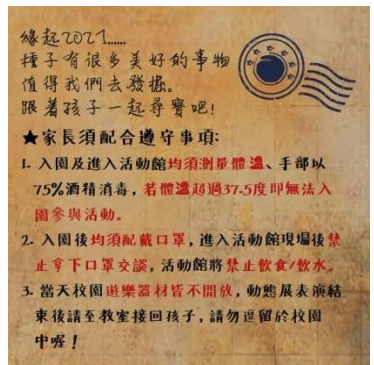 緣起2021......
種子有很多美好的事物
值得我們去發掘。
跟著孩子一起尋寶吧!
★家長須配合遵守事項:
1. 入園及進入活動館均須測量體溫、手部以
75%酒精消毒,若體溫超過37.5度即無法入
園參與活動。
2. 入園後均須配戴口罩,進入活動館現場後禁
止拿下口罩交談,活動館將禁止飲食/飲水。
3. 當天校園遊樂器材皆不開放,動態展表演結
束後請至教室接回孩子,請勿逗留於校園
中喔!